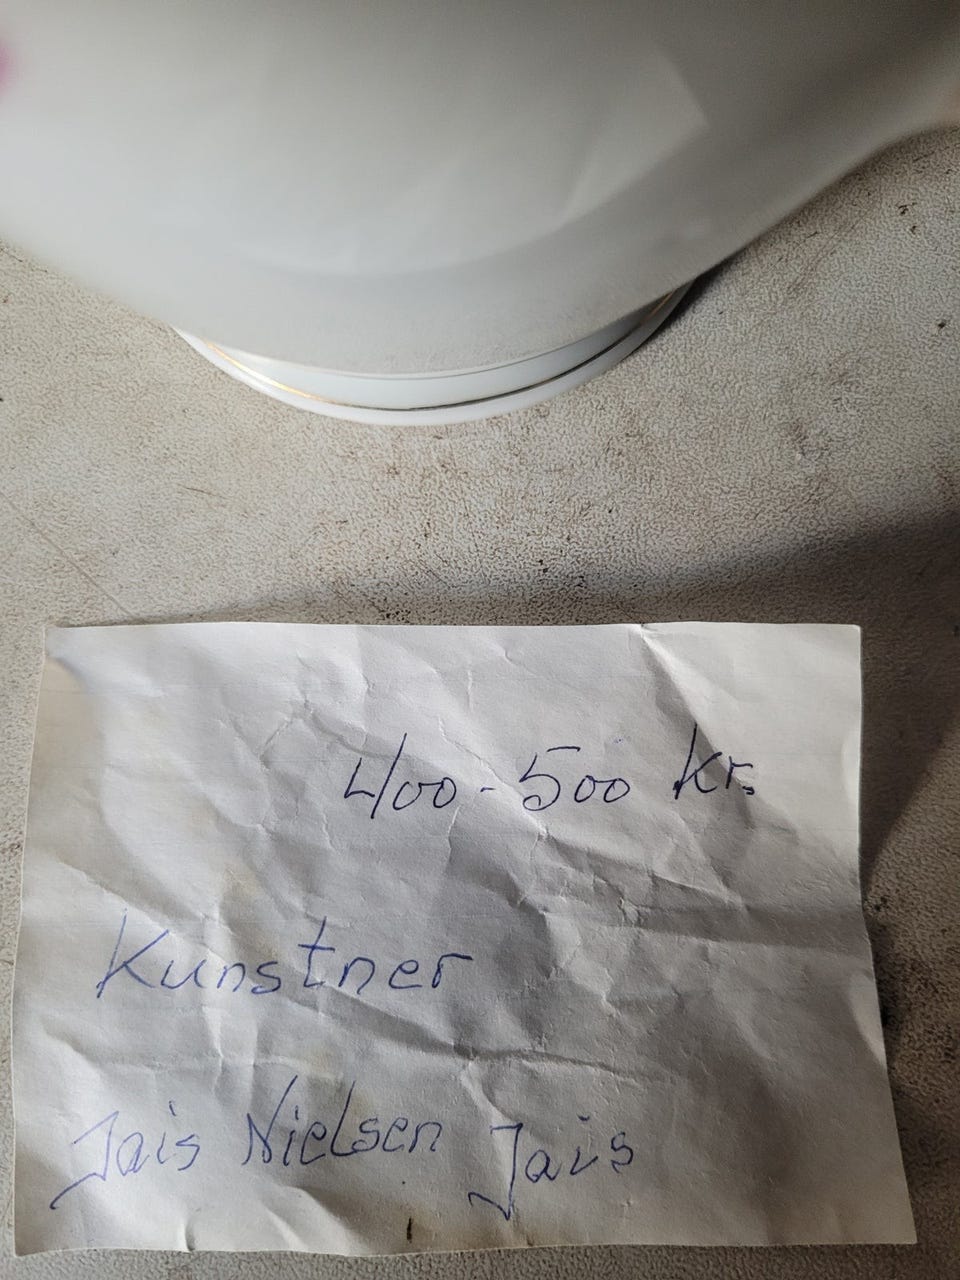 400-500 kr.
Kunstner
Jais Nielsen Jais